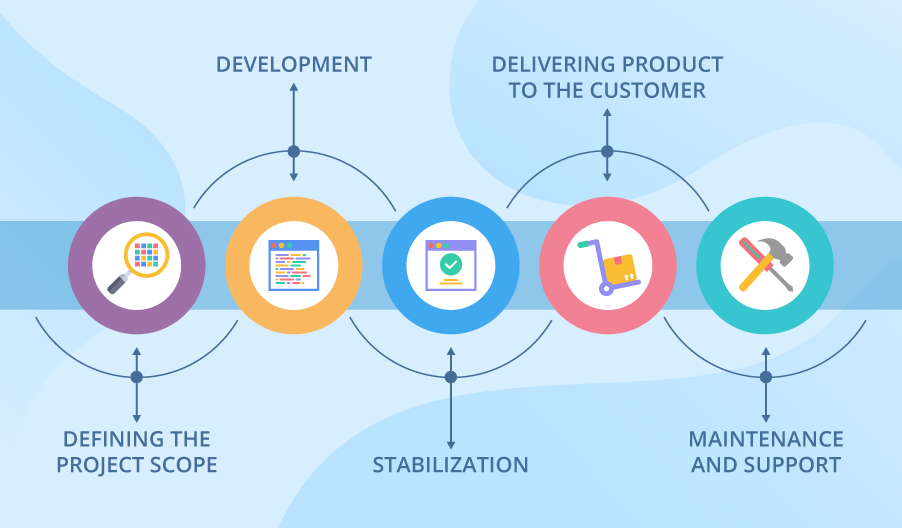 DEVELOPMENT
DELIVERING PRODUCT
TO THE CUSTOMER
DEFINING THE
PROJECT SCOPE
STABILIZATION
MAINTENANCE
AND SUPPORT